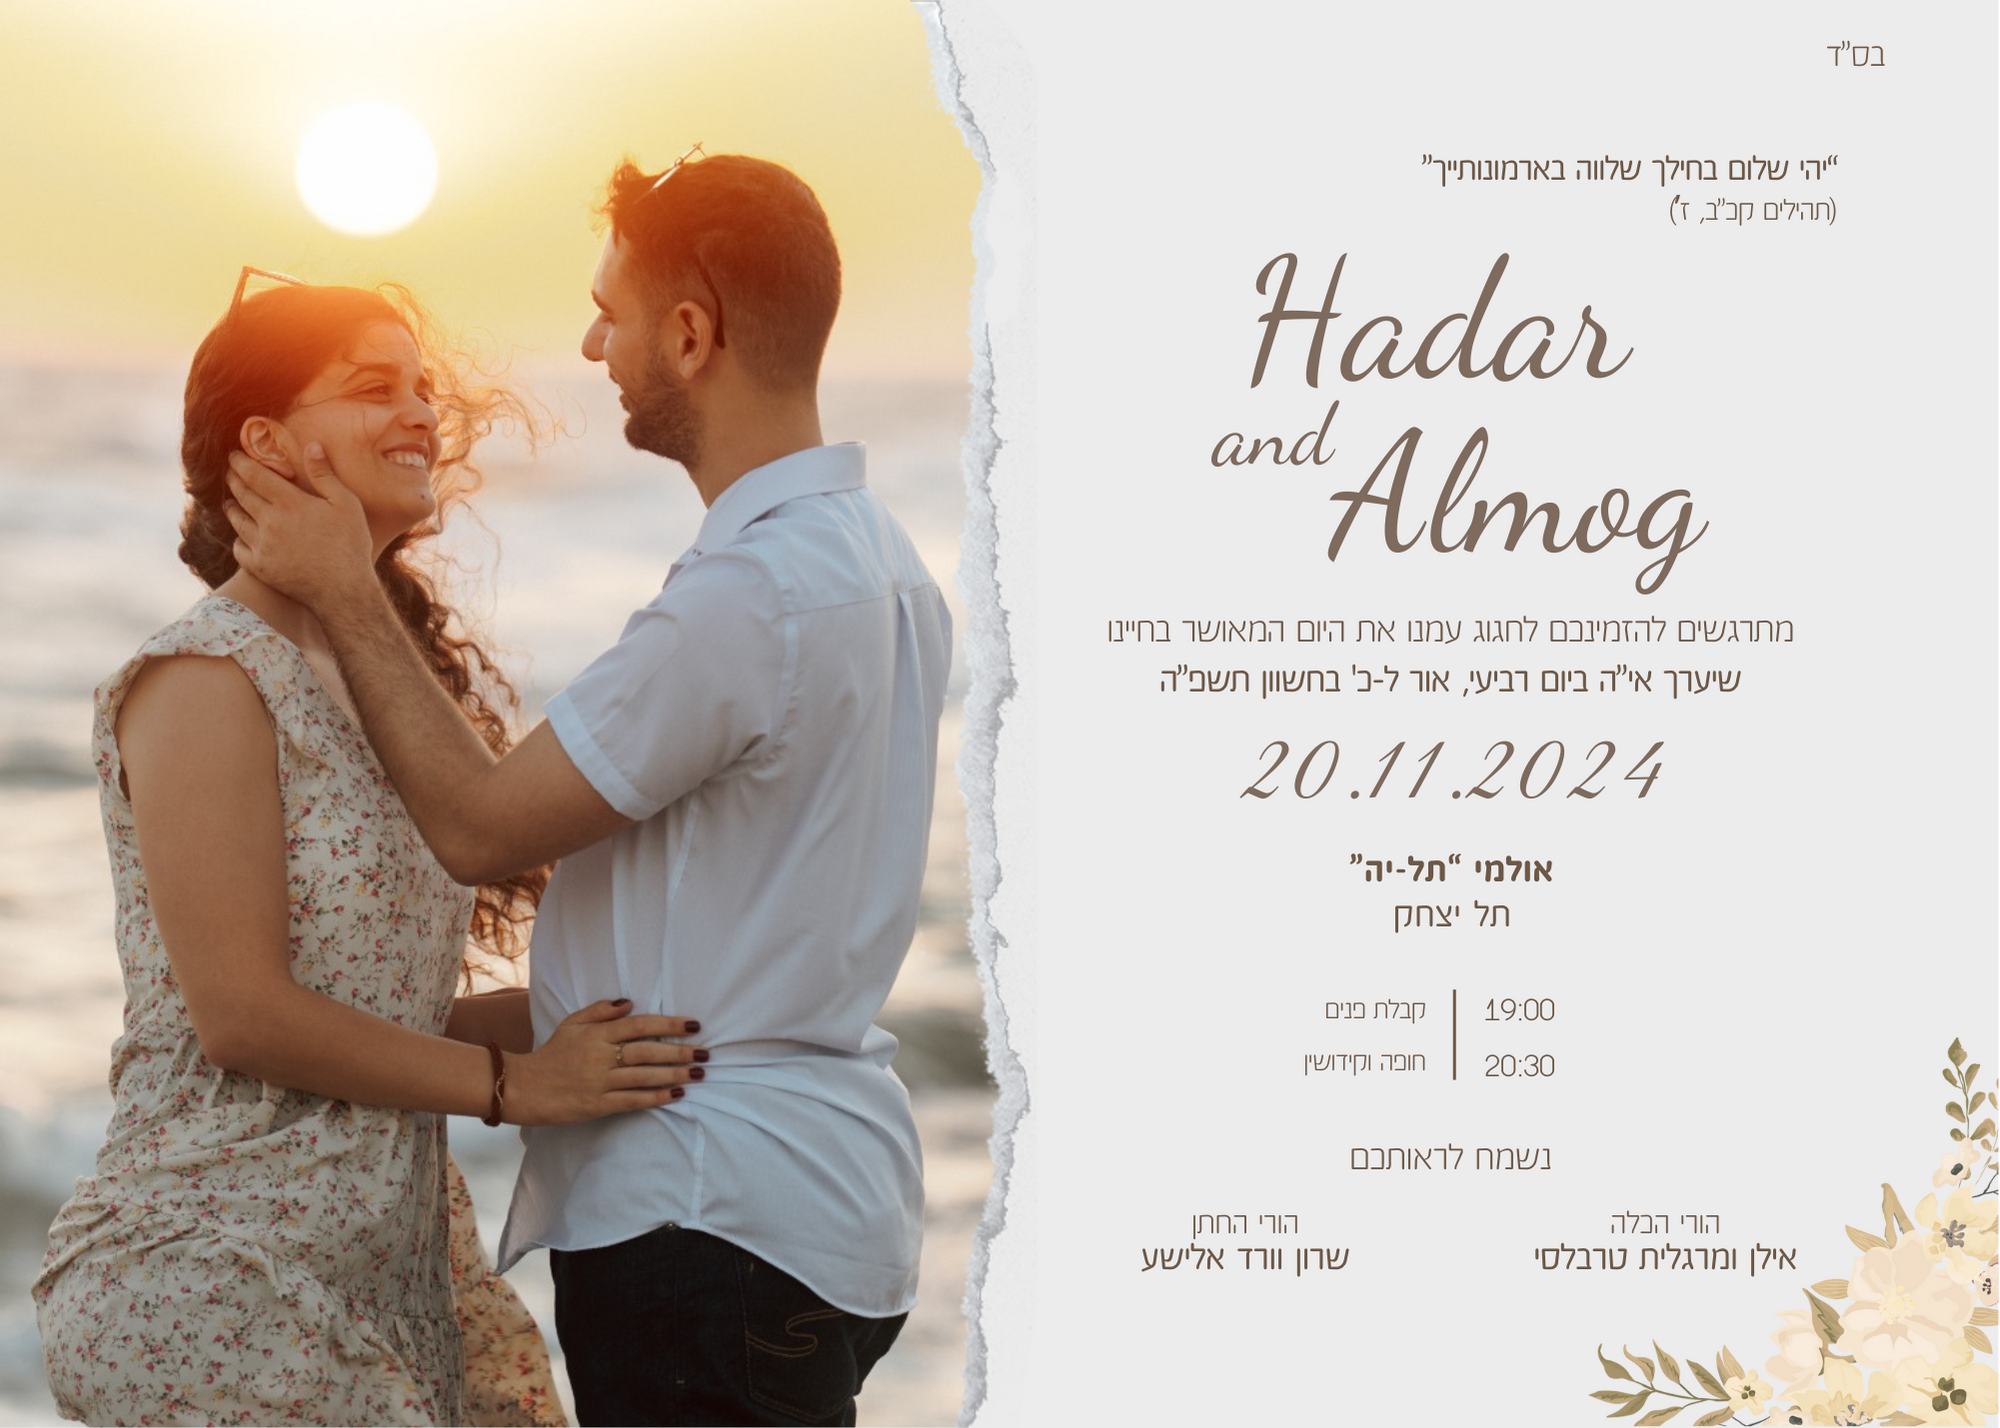 בס"ד
"יהי שלום בחילך שלווה בארמונותייך"
(תהילים קכ"ב, ז')
Hadar
and
Almog
מתרגשים להזמינכם לחגוג עמנו את היום המאושר בחיינו
שיערך אי"ה ביום רביעי, אור ל-כ' בחשוון תשפ"ה
20.11.2024
אולמי "תל-יה"
תל יצחק
19:00 קבלת פנים
20:30 חופה וקידושין
נשמח לראותכם
הורי הכלה
אילן ומרגלית טרבלסי
הורי החתן
שרון וורד אלישע